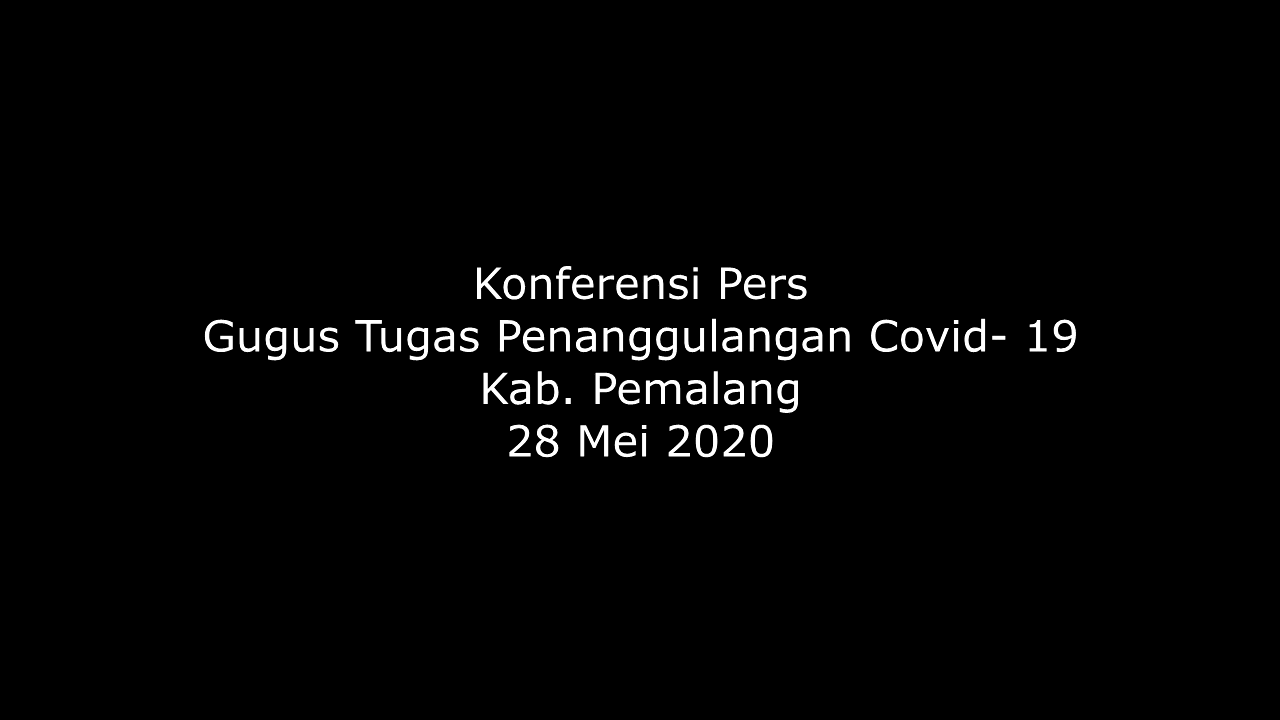 Konferensi Pers
Gugus Tugas Penanggulangan Covid- 19
Kab. Pemalang
28 Mei 2020